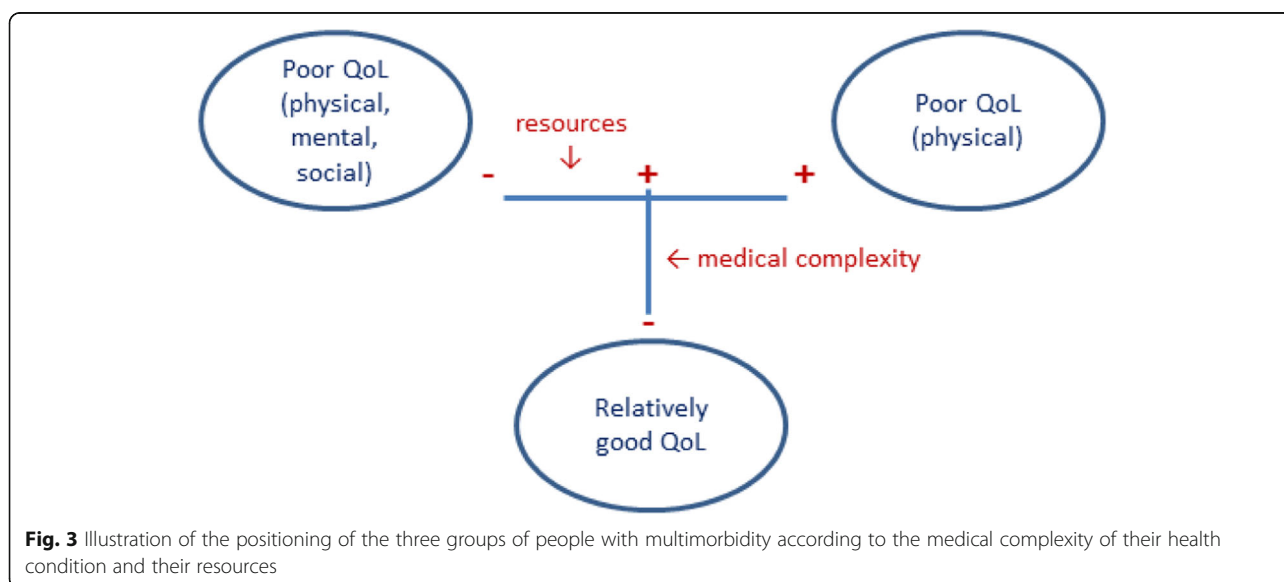 Poor QoL
(physical,
mental,
social)
resources
↓
-
+
+
Poor QoL
(physical)
← medical complexity
-
Relatively
good QoL
Fig. 3 Illustration of the positioning of the three groups of people with multimorbidity according to the medical complexity of their health
condition and their resources